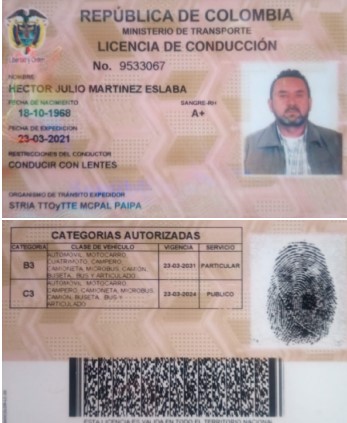 REPÚBLICA DE COLOMBIA
MINISTERIO DE TRANSPORTE
LICENCIA DE CONDUCCIÓN
Libertad y Orden
No. 9533067
NOMBRE
HECTOR JULIO MARTINEZ ESLABA
FECHA DE NACIMIENTO SANGRE-RH
18-10-1968 A+
FECHA DE EXPEDICION
23-03-2021
RESTRICCIONES DEL CONDUCTOR
CONDUCIR CON LENTES
ORGANISMO DE TRÁNSITO EXPEDIDOR
STRIA TTOyTTE MCPAL PAIPA
CATEGORIAS AUTORIZADAS
CATEGORIA CLASE DE VEHICULO VIGENCIA SERVICIO
B3 AUTOMOVIL, MOTOCARRO, CUATRIMOTO, CAMPERO, CAMIONETA, MICROBUS, CAMION, BUSETA, BUS Y ARTICULADO 23-03-2031 PARTICULAR
C3 AUTOMOVIL, MOTOCARRO, CAMPERO, CAMIONETA, MICROBUS, CAMION, BUSETA, BUS Y ARTICULADO 23-03-2024 PUBLICO
ESTA LICENCIA ES VALIDA EN TODO EL TERRITORIO NACIONAL